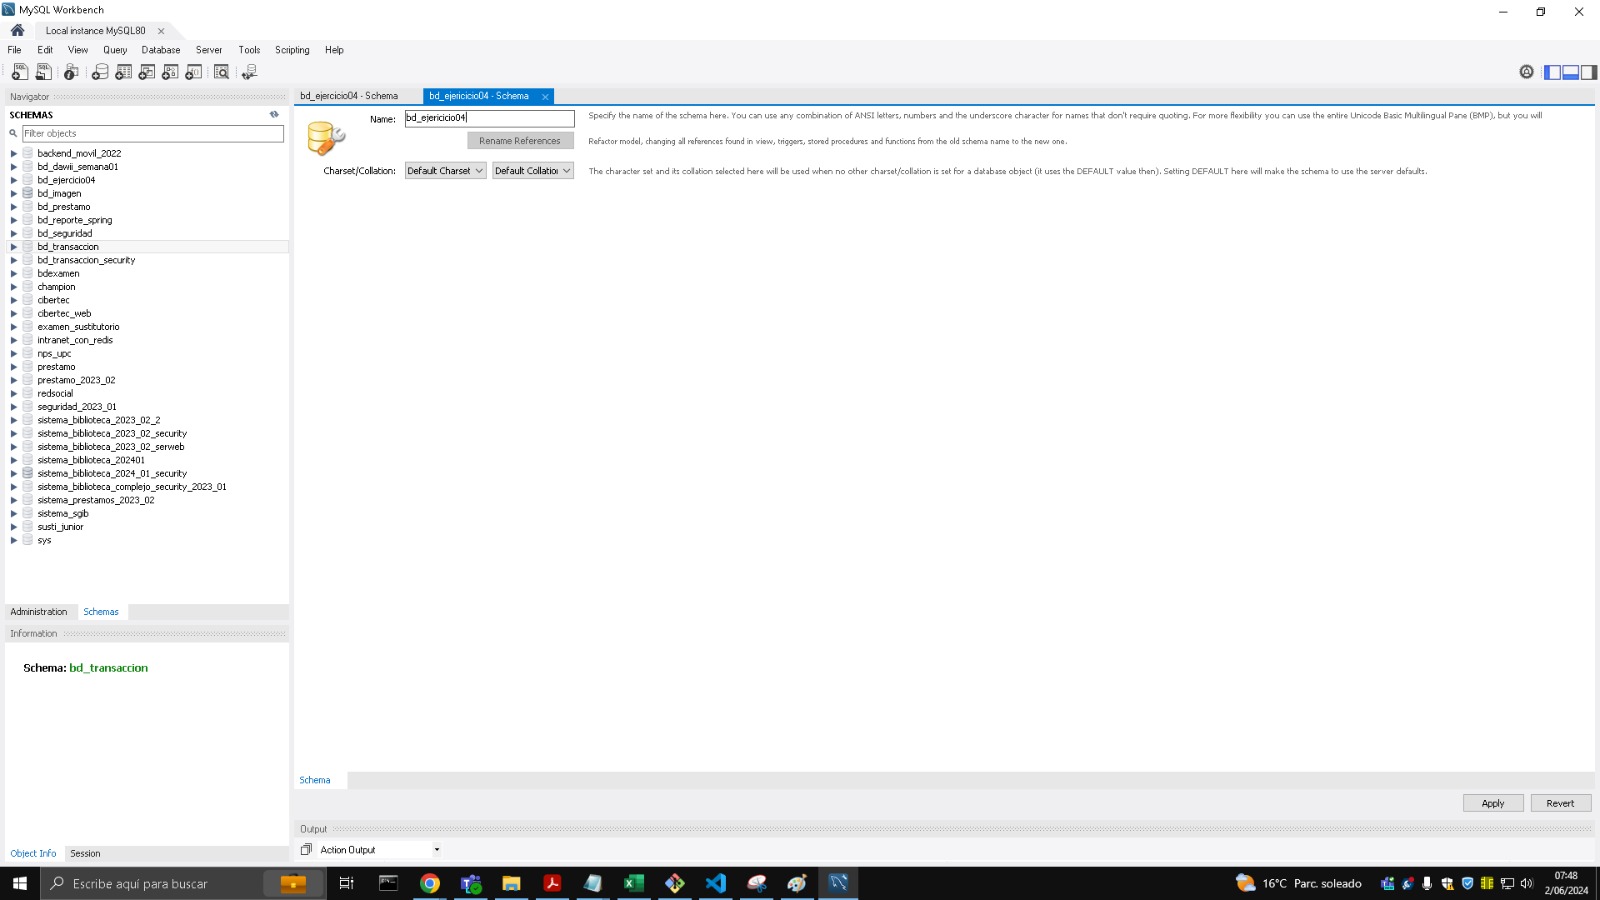 MySQL Workbench
Local instance MySQL80
File Edit View Query Database Server Tools Scripting Help
Navigator
SCHEMAS
Filter objects
backend_movil_2022
bd_dawii_semana01
bd_ejercicio04
bd_imagen
bd_prestamo
bd_reporte_spring
bd_seguridad
bd_transaccion
bd_transaccion_security
bdexamen
champion
cibertec
cibertec_web
examen_sustitutorio
intranet_con_redis
nps_upc
prestamo
prestamo_2023_02
redsocial
seguridad_2023_01
sistema_biblioteca_2023_02_2
sistema_biblioteca_2023_02_security
sistema_biblioteca_2023_02_serweb
sistema_biblioteca_202401
sistema_biblioteca_2024_01_security
sistema_biblioteca_complejo_security_2023_01
sistema_prestamos_2023_02
sistema_sgib
susti_junior
sys
Administration Schemas
Information
Schema: bd_transaccion
Object Info Session
bd_ejercicio04 - Schema bd_ejericicio04 - Schema
Name: bd_ejericicio04 Specify the name of the schema here. You can use any combination of ANSI letters, numbers and the underscore character for names that don't require quoting. For more flexibility you can use the entire Unicode Basic Multilingual Pane (BMP), but you will
Rename References Refactor model, changing all references found in view, triggers, stored procedures and functions from the old schema name to the new one.
Charset/Collation: Default Charset Default Collation The character set and its collation selected here will be used when no other charset/collation is set for a database object (it uses the DEFAULT value then). Setting DEFAULT here will make the schema to use the server defaults.
Schema
Apply Revert
Output
Action Output
Escribe aquí para buscar
16°C Parc. soleado
07:48
2/06/2024